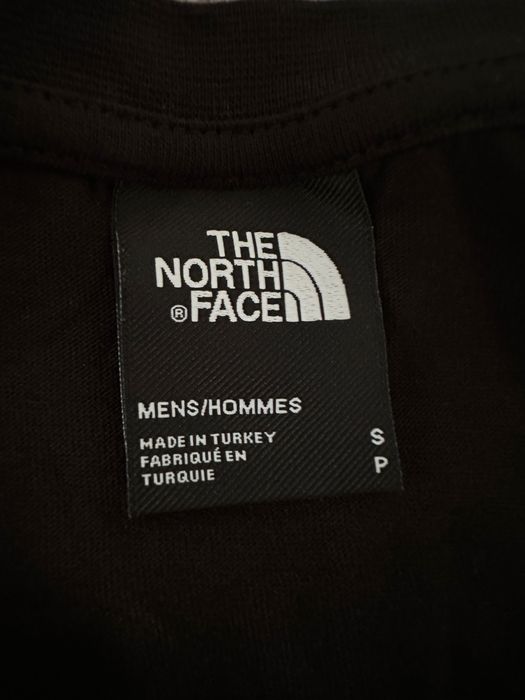 THE
NORTH
® FACE
MENS/HOMMES
MADE IN TURKEY
FABRIQUÉ EN
TURQUIE
S
P